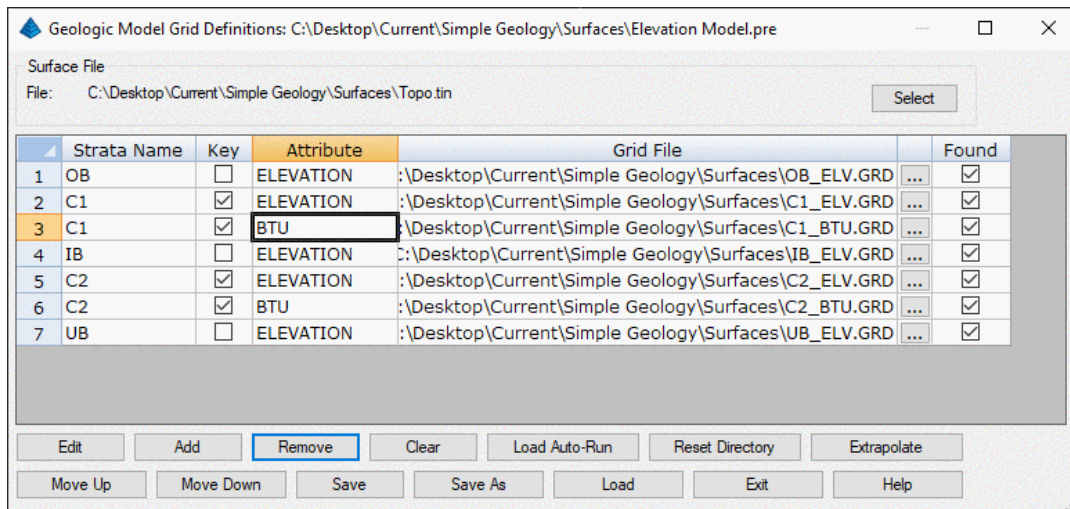 Geologic Model Grid Definitions: C:\Desktop\Current\Simple Geology\Surfaces\Elevation Model.pre
Surface File
File: C:\Desktop\Current\Simple Geology\Surfaces\Topo.tin Select
Strata Name Key Attribute Grid File Found
1 OB ELEVATION :\Desktop\Current\Simple Geology\Surfaces\OB_ELV.GRD ...
2 C1 ELEVATION :\Desktop\Current\Simple Geology\Surfaces\C1_ELV.GRD ...
3 C1 BTU :\Desktop\Current\Simple Geology\Surfaces\C1_BTU.GRD ...
4 IB ELEVATION C:\Desktop\Current\Simple Geology\Surfaces\IB_ELV.GRD ...
5 C2 ELEVATION :\Desktop\Current\Simple Geology\Surfaces\C2_ELV.GRD ...
6 C2 BTU :\Desktop\Current\Simple Geology\Surfaces\C2_BTU.GRD ...
7 UB ELEVATION :\Desktop\Current\Simple Geology\Surfaces\UB_ELV.GRD ...
Edit Add Remove Clear Load Auto-Run Reset Directory Extrapolate
Move Up Move Down Save Save As Load Exit Help